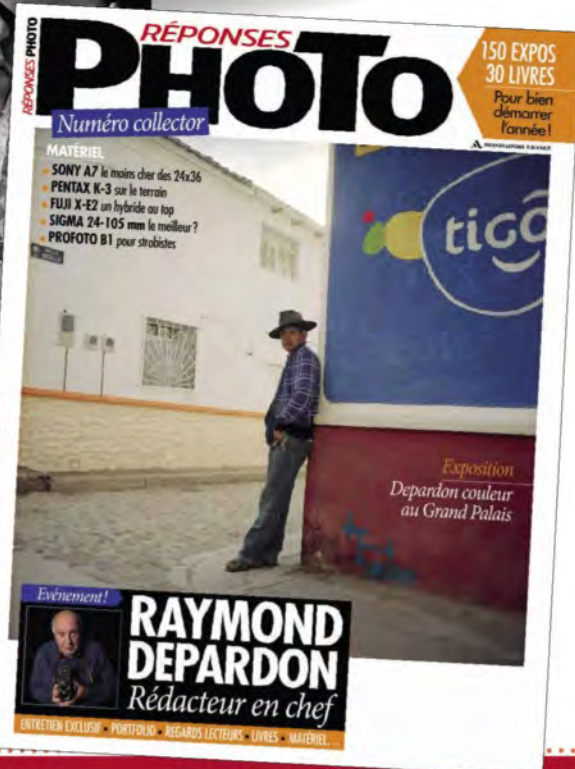 RÉPONSES PHOTO
RÉPONSES
PHOTO
150 EXPOS
30 LIVRES
Pour bien
démarrer
l'année !
Numéro collector
MATÉRIEL
• SONY A7 le moins cher des 24x36
• PENTAX K-3 sur le terrain
• FUJI X-E2 un hybride au top
• SIGMA 24-105 mm le meilleur ?
• PROFOTO B1 pour strobistes
tigo
Exposition
Depardon couleur
au Grand Palais
Evénement !
RAYMOND
DEPARDON
Rédacteur en chef
ENTRETIEN EXCLUSIF • PORTFOLIO • REGARDS LECTEURS • LIVRES • MATÉRIEL...